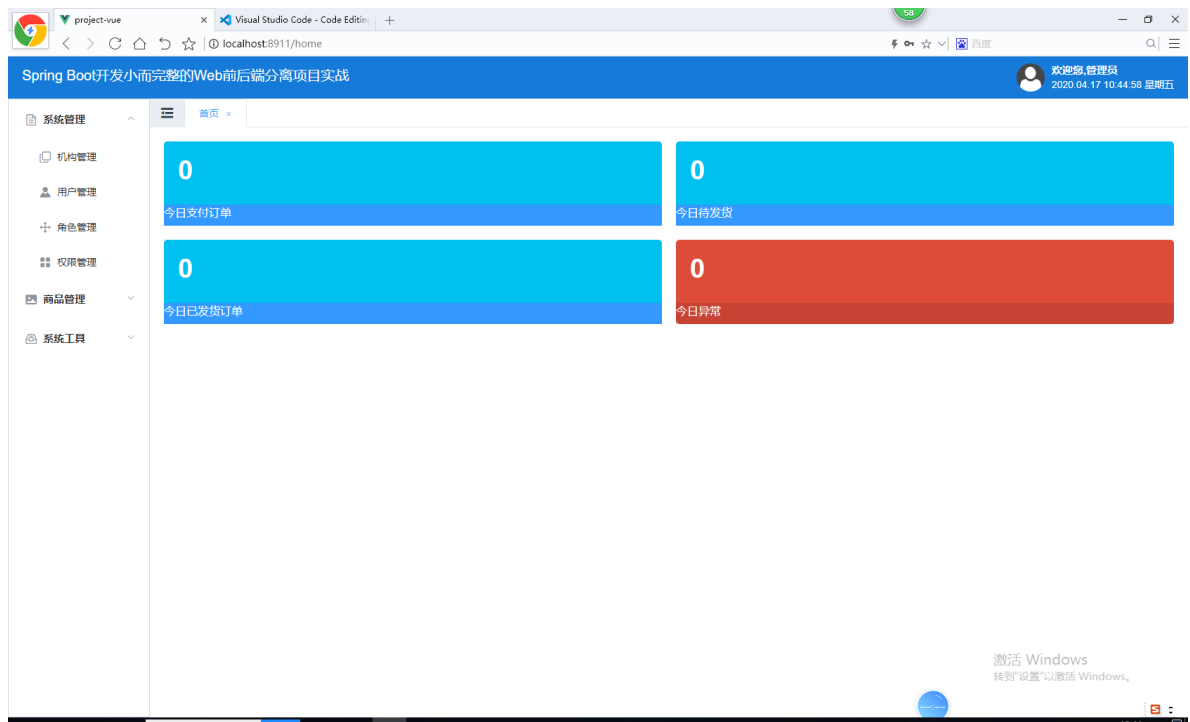 58
project-vue
Visual Studio Code - Code Editing
localhost:8911/home
百度
Spring Boot开发小而完整的Web前后端分离项目实战
欢迎您,管理员
2020.04.17 10:44:58 星期五
系统管理
机构管理
用户管理
角色管理
权限管理
商品管理
系统工具
首页
0
今日支付订单
0
今日待发货
0
今日已发货订单
0
今日异常
激活 Windows
转到“设置”以激活 Windows。
--:--
S